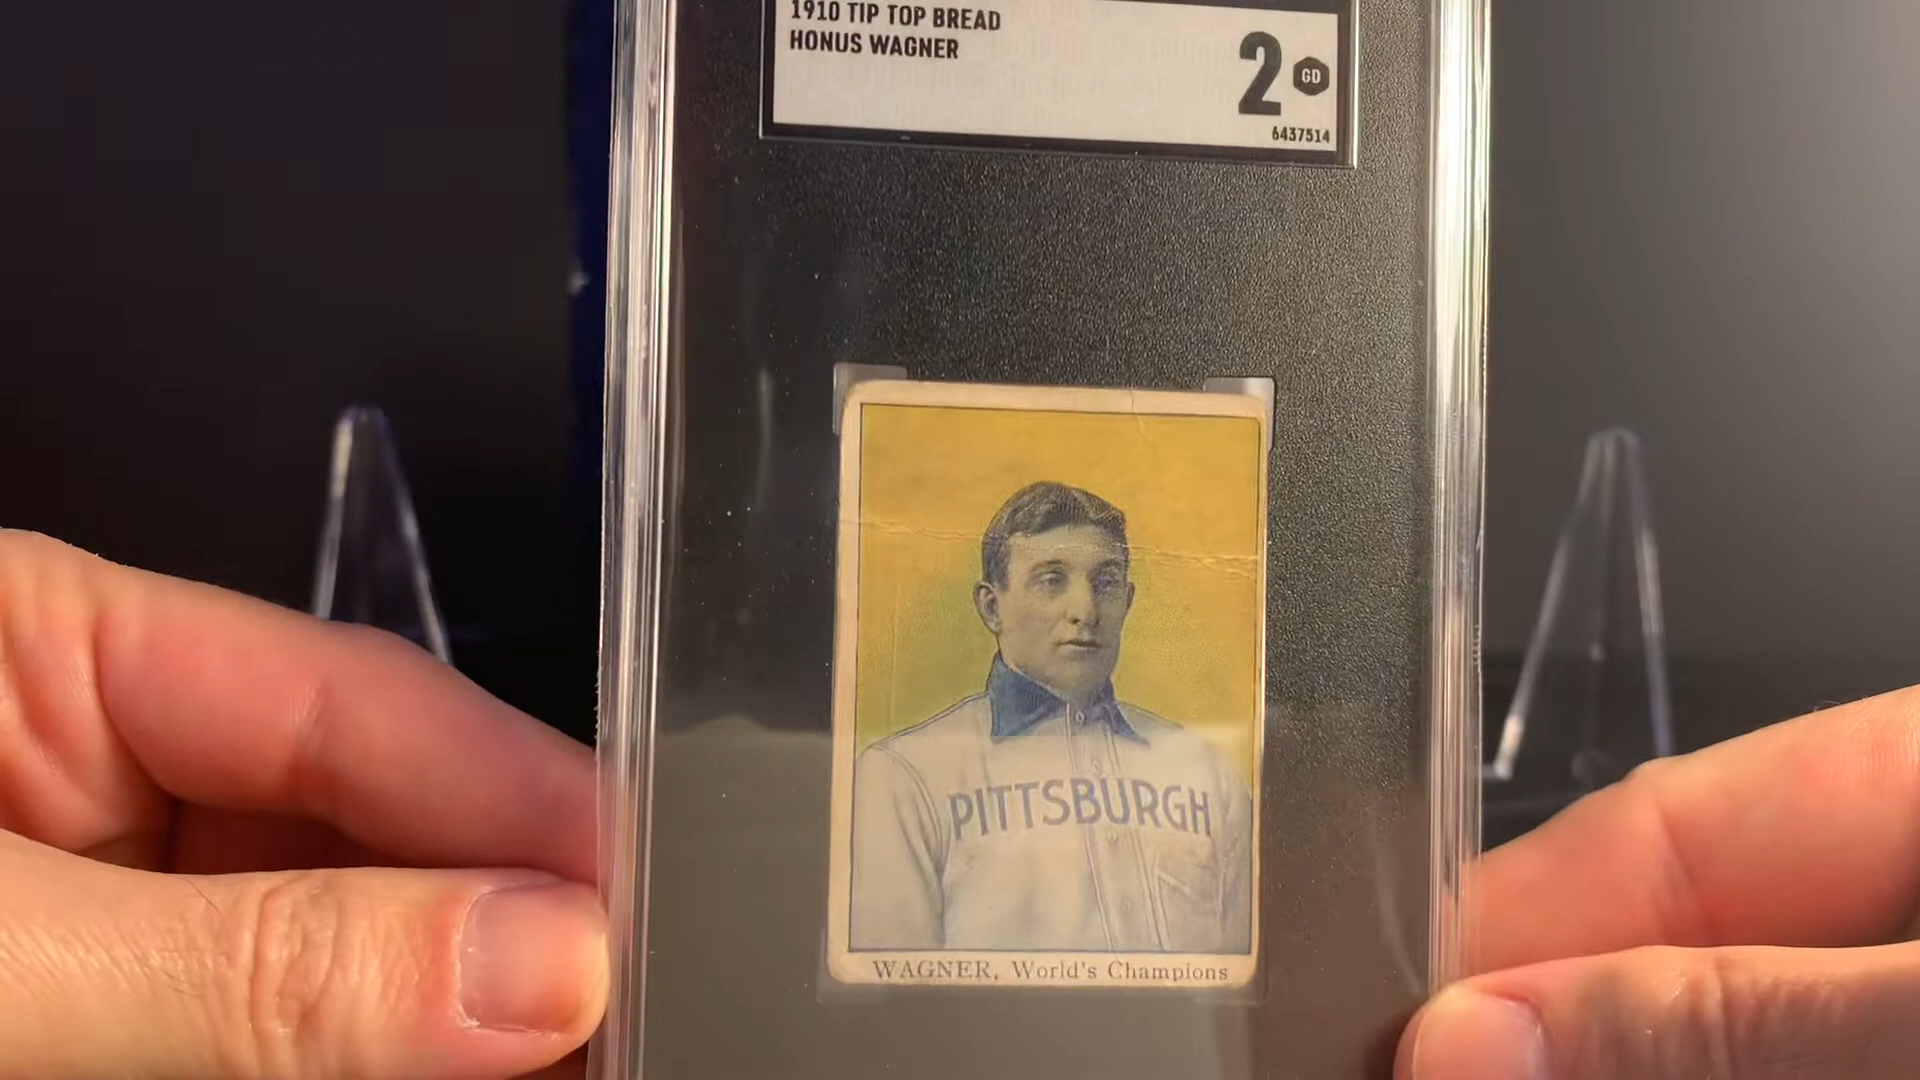 1910 TIP TOP BREAD
HONUS WAGNER
2 GD
6437514
PITTSBURGH
WAGNER, World's Champions